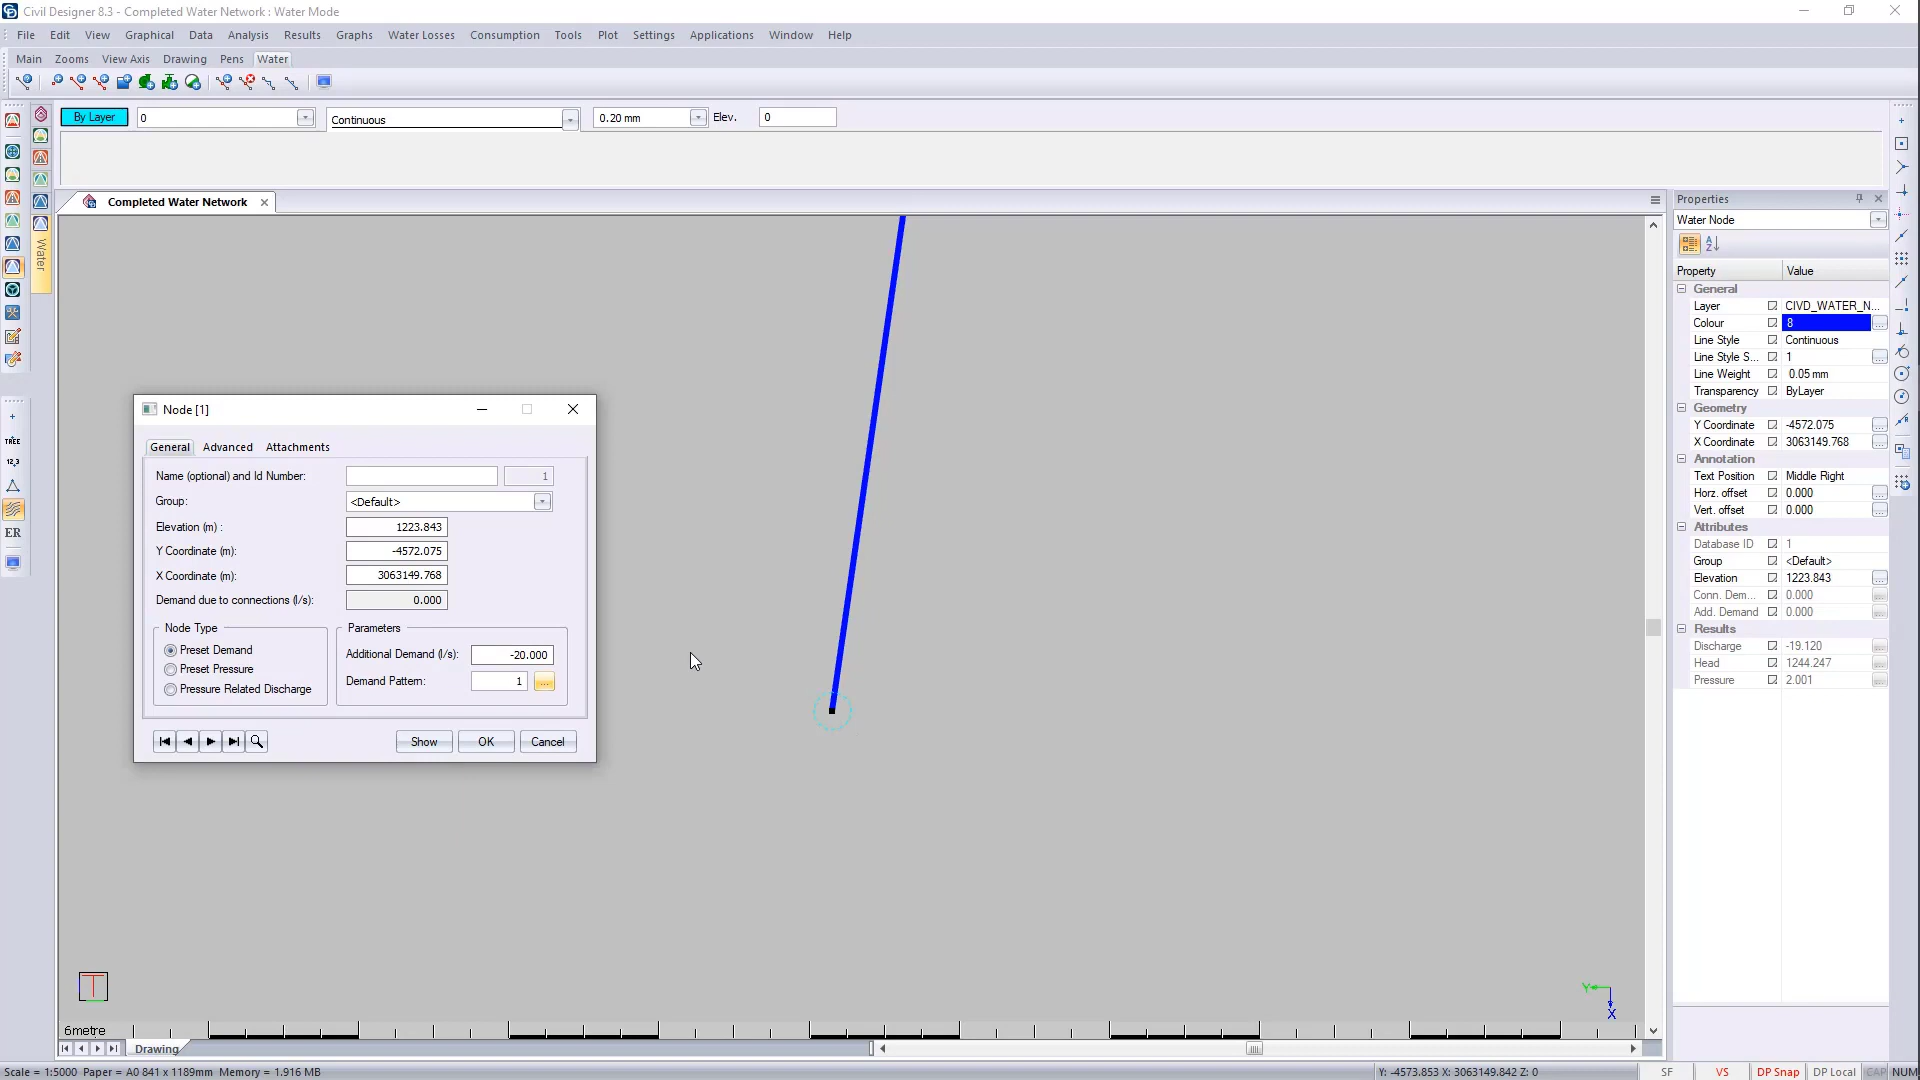 Civil Designer 8.3 - Completed Water Network : Water Mode
File Edit View Graphical Data Analysis Results Graphs Water Losses Consumption Tools Plot Settings Applications Window Help
Main Zooms View Axis Drawing Pens Water
By Layer 0 Continuous 0.20 mm Elev. 0
Completed Water Network
Water
TREE
12.3
ER
Node [1]
General Advanced Attachments
Name (optional) and Id Number: 1
Group: <Default>
Elevation (m) : 1223.843
Y Coordinate (m): -4572.075
X Coordinate (m): 3063149.768
Demand due to connections (l/s): 0.000
Node Type
Preset Demand
Preset Pressure
Pressure Related Discharge
Parameters
Additional Demand (l/s): -20.000
Demand Pattern: 1 ...
Show OK Cancel
Properties
Water Node
Property Value
General
Layer CIVD_WATER_N...
Colour 8
Line Style Continuous
Line Style S... 1
Line Weight 0.05 mm
Transparency ByLayer
Geometry
Y Coordinate -4572.075
X Coordinate 3063149.768
Annotation
Text Position Middle Right
Horz. offset 0.000
Vert. offset 0.000
Attributes
Database ID 1
Group <Default>
Elevation 1223.843
Conn. Dem... 0.000
Add. Demand 0.000
Results
Discharge -19.120
Head 1244.247
Pressure 2.001
T
Y
X
6metre
Drawing
Scale = 1:5000 Paper = A0 841 x 1189mm Memory = 1.916 MB
Y: -4573.853 X: 3063149.842 Z: 0
SF VS DP Snap DP Local CAP NUM